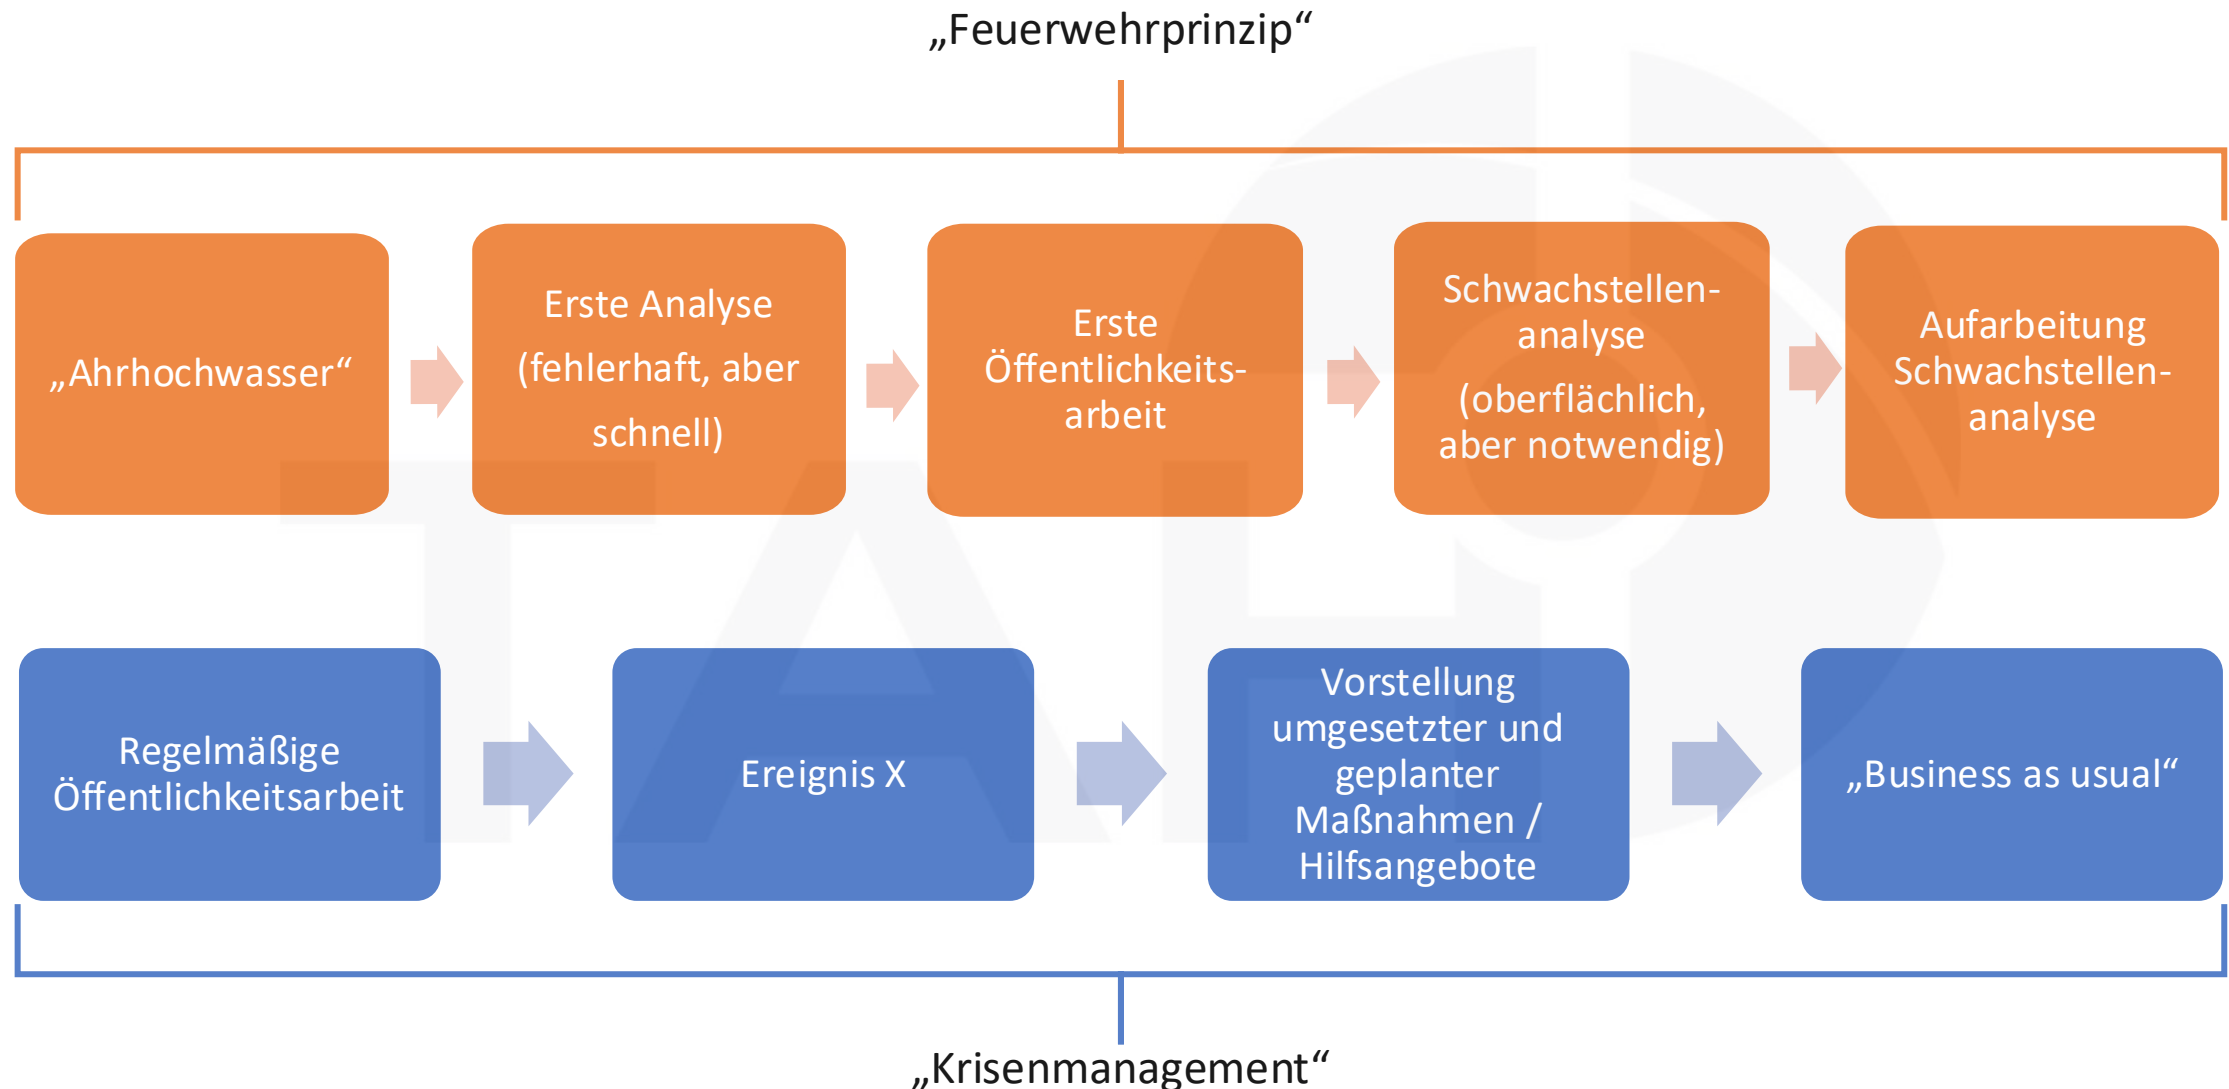 „Feuerwehrprinzip“
„Ahrhochwasser“
Erste Analyse
(fehlerhaft, aber
schnell)
Erste
Öffentlichkeits-
arbeit
Schwachstellen-
analyse
(oberflächlich,
aber notwendig)
Aufarbeitung
Schwachstellen-
analyse
Regelmäßige
Öffentlichkeitsarbeit
Ereignis X
Vorstellung
umgesetzter und
geplanter
Maßnahmen /
Hilfsangebote
„Business as usual“
„Krisenmanagement“
TAH